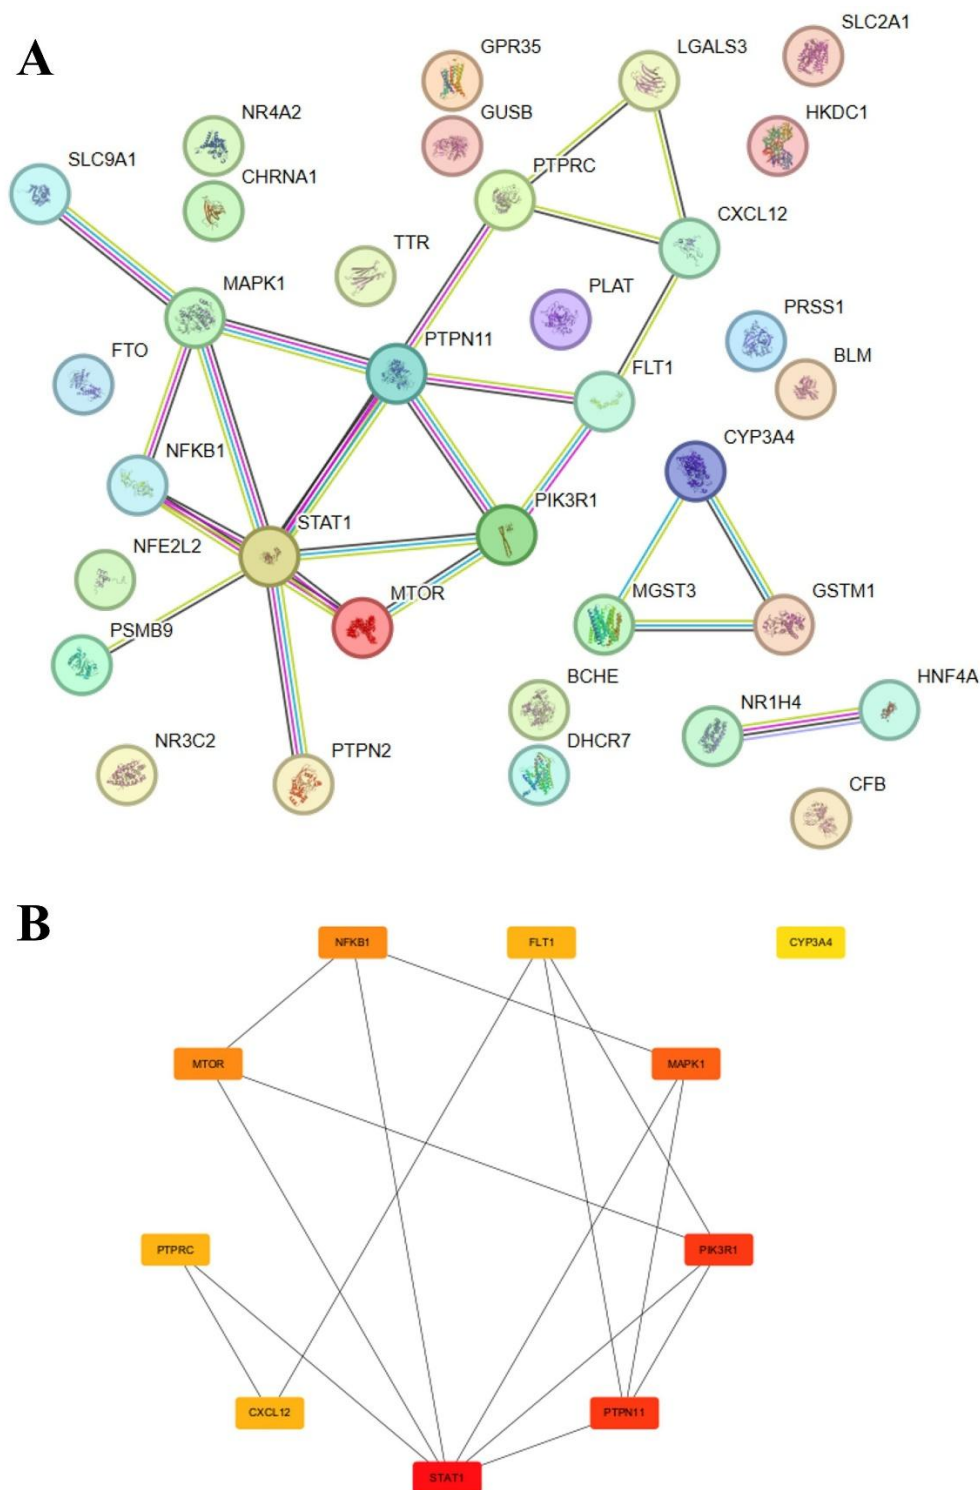 A
SLC2A1
GPR35
LGALS3
NR4A2
GUSB
HKDC1
SLC9A1
PTPRC
CHRNA1
CXCL12
TTR
MAPK1
PLAT
PRSS1
PTPN11
FTO
FLT1
BLM
CYP3A4
NFKB1
PIK3R1
STAT1
NFE2L2
MTOR
MGST3
GSTM1
PSMB9
BCHE
HNF4A
NR1H4
DHCR7
NR3C2
PTPN2
CFB
B
NFKB1
FLT1
CYP3A4
MTOR
MAPK1
PTPRC
PIK3R1
CXCL12
PTPN11
STAT1